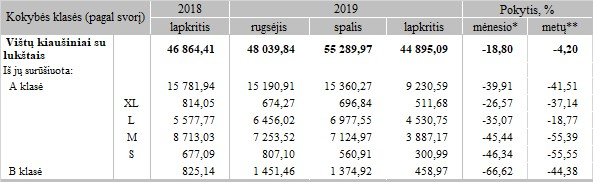 Kokybės klasės (pagal svorį) 2018 2019 Pokytis, %
lapkritis rugsėjis spalis lapkritis mėnesio* metų**
Vištų kiaušiniai su lukštais 46 864,41 48 039,84 55 289,97 44 895,09 -18,80 -4,20
Iš jų surūšiuota:
A klasė 15 781,94 15 190,91 15 360,27 9 230,59 -39,91 -41,51
XL 814,05 674,27 696,84 511,68 -26,57 -37,14
L 5 577,77 6 456,02 6 977,55 4 530,75 -35,07 -18,77
M 8 713,03 7 253,52 7 124,97 3 887,17 -45,44 -55,39
S 677,09 807,10 560,91 300,99 -46,34 -55,55
B klasė 825,14 1 451,46 1 374,92 458,97 -66,62 -44,38